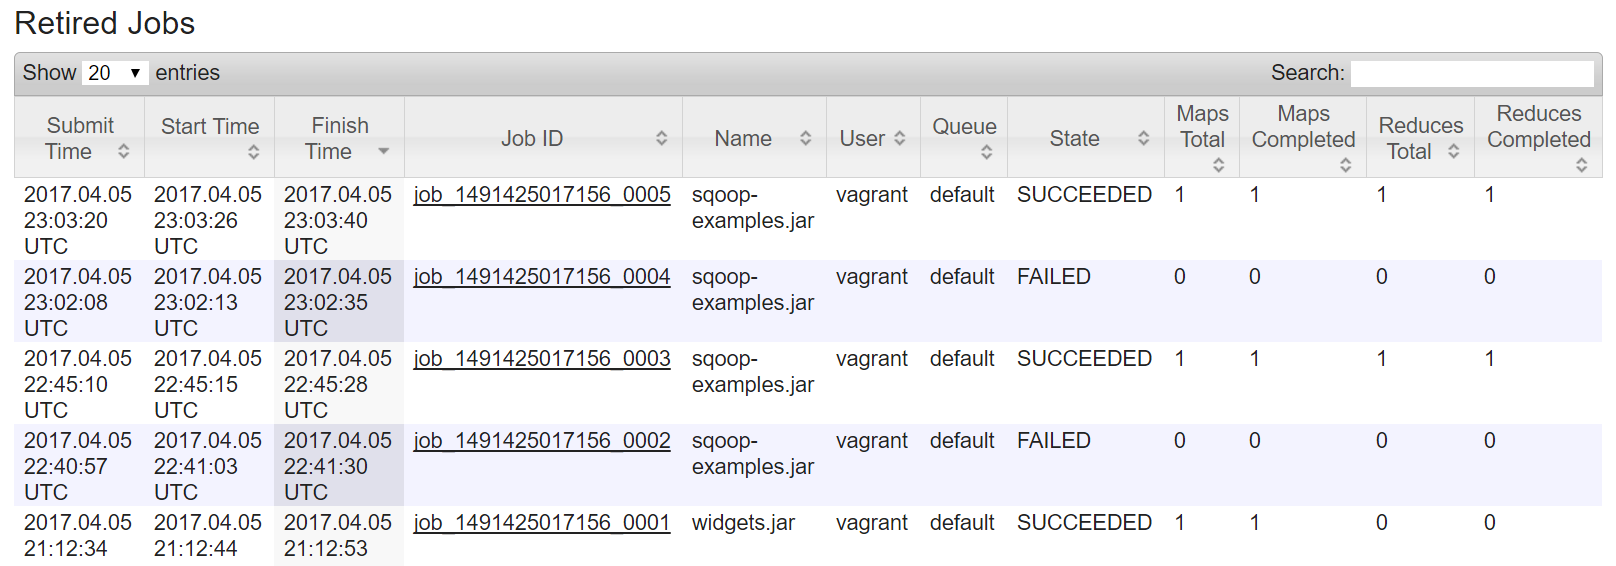 Retired Jobs
Show 20 entries Search:
Submit Time Start Time Finish Time Job ID Name User Queue State Maps Total Maps Completed Reduces Total Reduces Completed
2017.04.05 2017.04.05 2017.04.05 job_1491425017156_0005 sqoop- vagrant default SUCCEEDED 1 1 1 1
23:03:20 23:03:26 23:03:40 examples.jar
UTC UTC UTC
2017.04.05 2017.04.05 2017.04.05 job_1491425017156_0004 sqoop- vagrant default FAILED 0 0 0 0
23:02:08 23:02:13 23:02:35 examples.jar
UTC UTC UTC
2017.04.05 2017.04.05 2017.04.05 job_1491425017156_0003 sqoop- vagrant default SUCCEEDED 1 1 1 1
22:45:10 22:45:15 22:45:28 examples.jar
UTC UTC UTC
2017.04.05 2017.04.05 2017.04.05 job_1491425017156_0002 sqoop- vagrant default FAILED 0 0 0 0
22:40:57 22:41:03 22:41:30 examples.jar
UTC UTC UTC
2017.04.05 2017.04.05 2017.04.05 job_1491425017156_0001 widgets.jar vagrant default SUCCEEDED 1 1 0 0
21:12:34 21:12:44 21:12:53